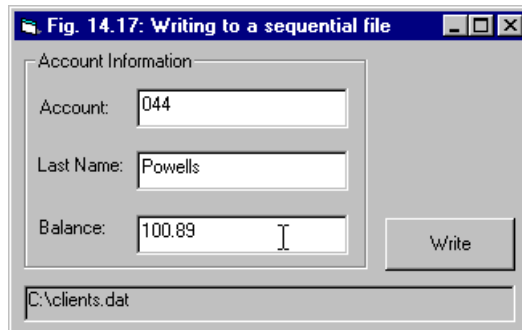 Fig. 14.17: Writing to a sequential file
Account Information
Account: 044
Last Name: Powells
Balance: 100.89
Write
C:\clients.dat